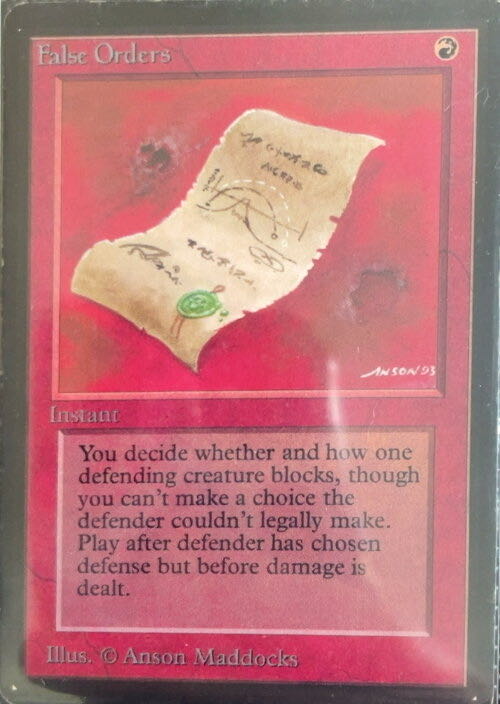 False Orders
ANSON 93
Instant
You decide whether and how one
defending creature blocks, though
you can't make a choice the
defender couldn't legally make.
Play after defender has chosen
defense but before damage is
dealt.
Illus. © Anson Maddocks